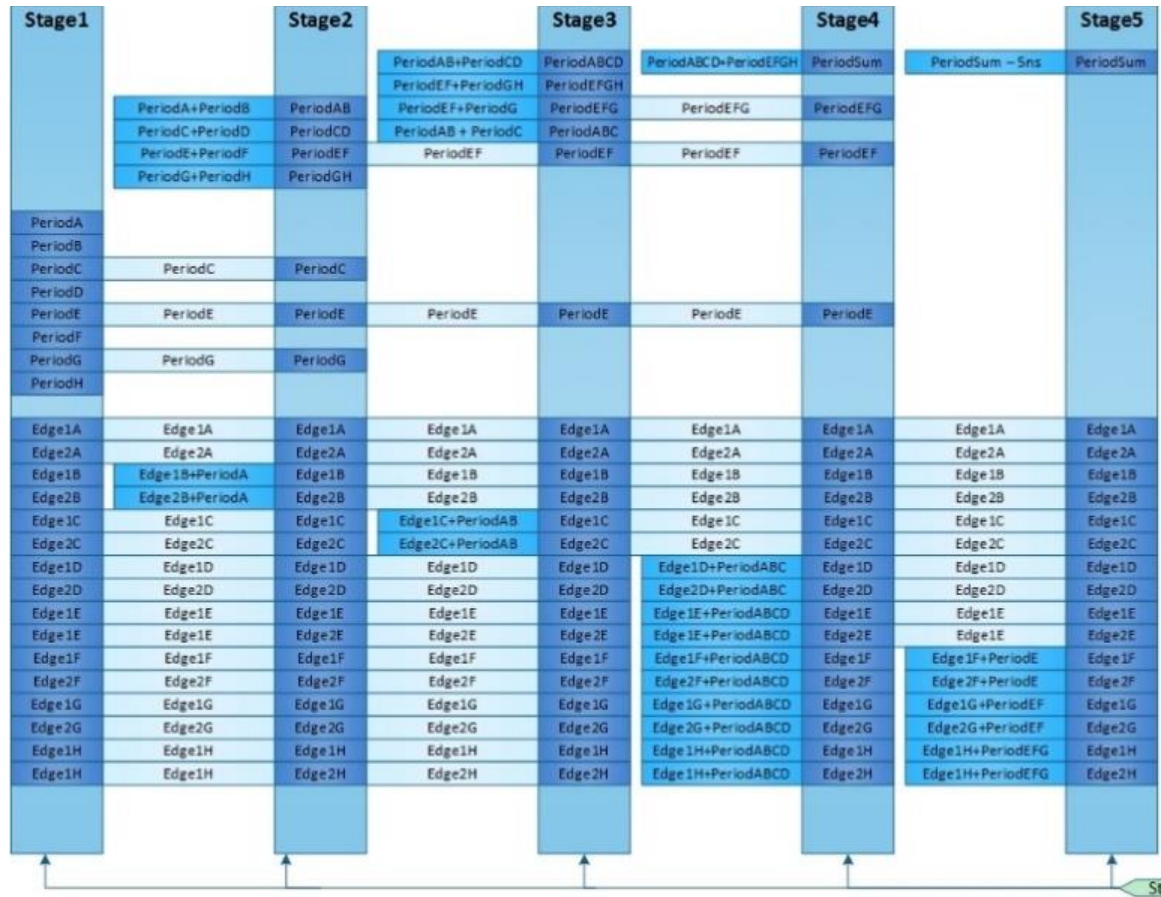 Stage1 Stage2 Stage3 Stage4 Stage5
PeriodAB+PeriodCD PeriodABCD PeriodABCD+PeriodEFGH PeriodSum PeriodSum – 5ns PeriodSum
PeriodEF+PeriodGH PeriodEFGH
PeriodA+PeriodB PeriodAB PeriodEF+PeriodG PeriodEFG PeriodEFG PeriodEFG
PeriodC+PeriodD PeriodCD PeriodAB + PeriodC PeriodABC
PeriodE+PeriodF PeriodEF PeriodEF PeriodEF PeriodEF PeriodEF
PeriodG+PeriodH PeriodGH
PeriodA
PeriodB
PeriodC PeriodC PeriodC
PeriodD
PeriodE PeriodE PeriodE PeriodE PeriodE PeriodE PeriodE
PeriodF
PeriodG PeriodG PeriodG
PeriodH
Edge1A Edge1A Edge1A Edge1A Edge1A Edge1A Edge1A Edge1A Edge1A
Edge2A Edge2A Edge2A Edge2A Edge2A Edge2A Edge2A Edge2A Edge2A
Edge1B Edge1B+PeriodA Edge1B Edge1B Edge1B Edge1B Edge1B Edge1B Edge1B
Edge2B Edge2B+PeriodA Edge2B Edge2B Edge2B Edge2B Edge2B Edge2B Edge2B
Edge1C Edge1C Edge1C Edge1C+PeriodAB Edge1C Edge1C Edge1C Edge1C Edge1C
Edge2C Edge2C Edge2C Edge2C+PeriodAB Edge2C Edge2C Edge2C Edge2C Edge2C
Edge1D Edge1D Edge1D Edge1D Edge1D Edge1D+PeriodABC Edge1D Edge1D Edge1D
Edge2D Edge2D Edge2D Edge2D Edge2D Edge2D+PeriodABC Edge2D Edge2D Edge2D
Edge1E Edge1E Edge1E Edge1E Edge1E Edge1E+PeriodABCD Edge1E Edge1E Edge1E
Edge1E Edge1E Edge2E Edge2E Edge2E Edge1E+PeriodABCD Edge2E Edge1E Edge2E
Edge1F Edge1F Edge1F Edge1F Edge1F Edge1F+PeriodABCD Edge1F Edge1F+PeriodE Edge1F
Edge2F Edge2F Edge2F Edge2F Edge2F Edge2F+PeriodABCD Edge2F Edge2F+PeriodE Edge2F
Edge1G Edge1G Edge1G Edge1G Edge1G Edge1G+PeriodABCD Edge1G Edge1G+PeriodEF Edge1G
Edge2G Edge2G Edge2G Edge2G Edge2G Edge2G+PeriodABCD Edge2G Edge2G+PeriodEF Edge2G
Edge1H Edge1H Edge1H Edge1H Edge1H Edge1H+PeriodABCD Edge1H Edge1H+PeriodEFG Edge1H
Edge1H Edge1H Edge2H Edge2H Edge2H Edge1H+PeriodABCD Edge2H Edge1H+PeriodEFG Edge2H
St